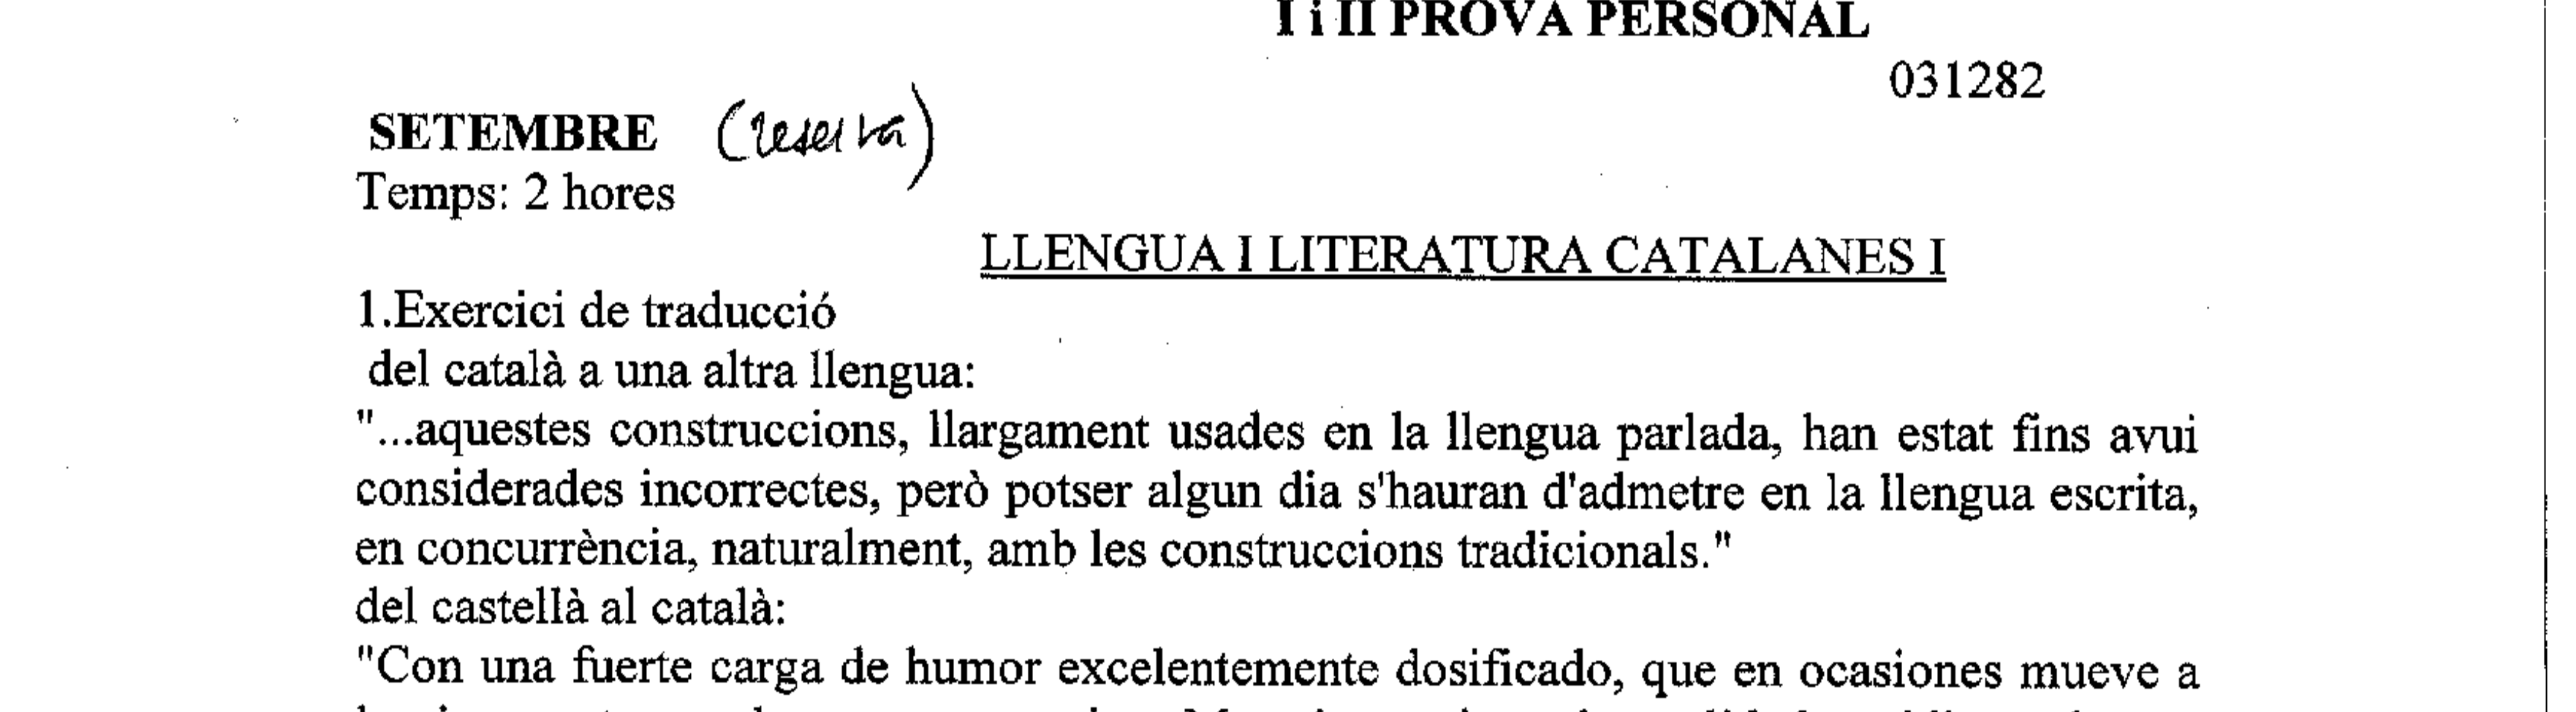 I i II PROVA PERSONAL
031282
SETEMBRE (reserva)
Temps: 2 hores
LLENGUA I LITERATURA CATALANES I
1.Exercici de traducció
del català a una altra llengua:
"...aquestes construccions, llargament usades en la llengua parlada, han estat fins avui
considerades incorrectes, però potser algun dia s'hauran d'admetre en la llengua escrita,
en concurrència, naturalment, amb les construccions tradicionals."
del castellà al català:
"Con una fuerte carga de humor excelentemente dosificado, que en ocasiones mueve a